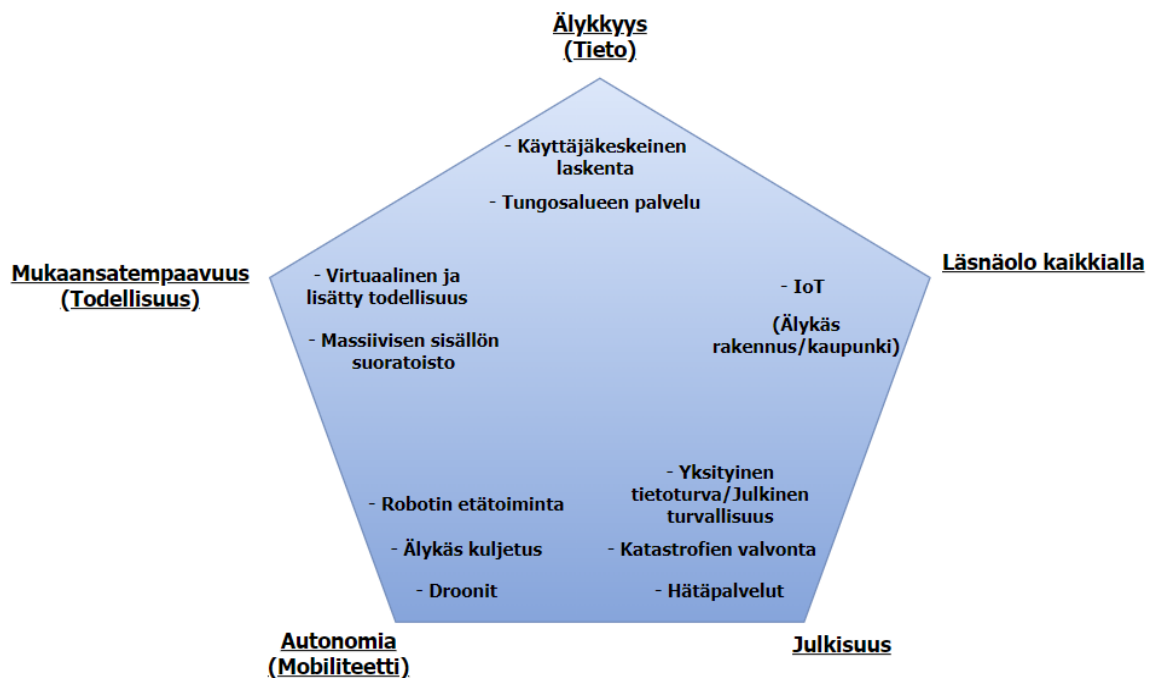 Älykkyys
(Tieto)
- Käyttäjäkeskeinen
laskenta
- Tungosalueen palvelu
Mukaansatempaavuus
(Todellisuus)
- Virtuaalinen ja
lisätty todellisuus
- Massiivisen sisällön
suoratoisto
Läsnäolo kaikkialla
- IoT
(Älykäs
rakennus/kaupunki)
- Robotin etätoiminta
- Älykäs kuljetus
- Droonit
- Yksityinen
tietoturva/Julkinen
turvallisuus
- Katastrofien valvonta
- Hätäpalvelut
Autonomia
(Mobiliteetti)
Julkisuus